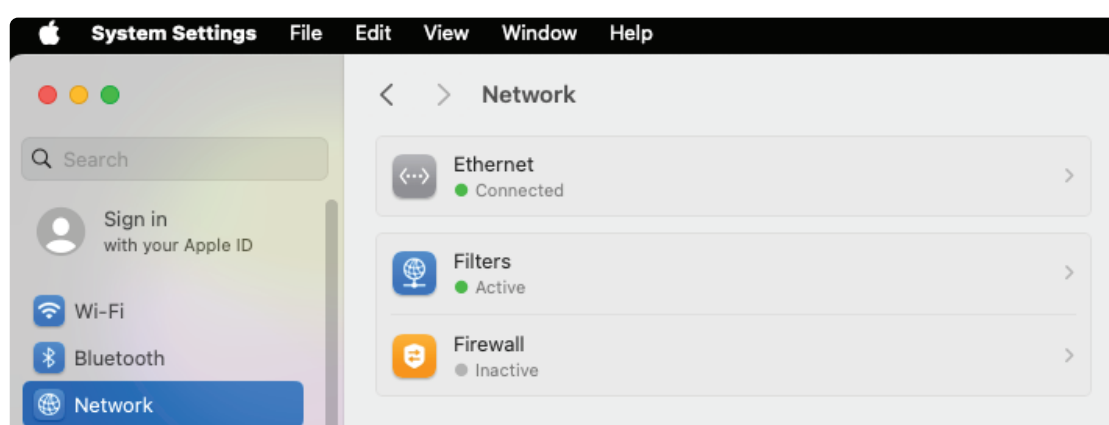 System Settings File Edit View Window Help
Network
Search
Sign in
with your Apple ID
Wi-Fi
Bluetooth
Network
Ethernet
Connected
Filters
Active
Firewall
Inactive